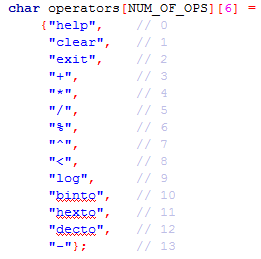 char operators[NUM_OF_OPS][6] =
{"help", // 0
"clear", // 1
"exit", // 2
"+", // 3
"*", // 4
"/", // 5
"%", // 6
"^", // 7
"<", // 8
"log", // 9
"binto", // 10
"hexto", // 11
"decto", // 12
"-"}; // 13